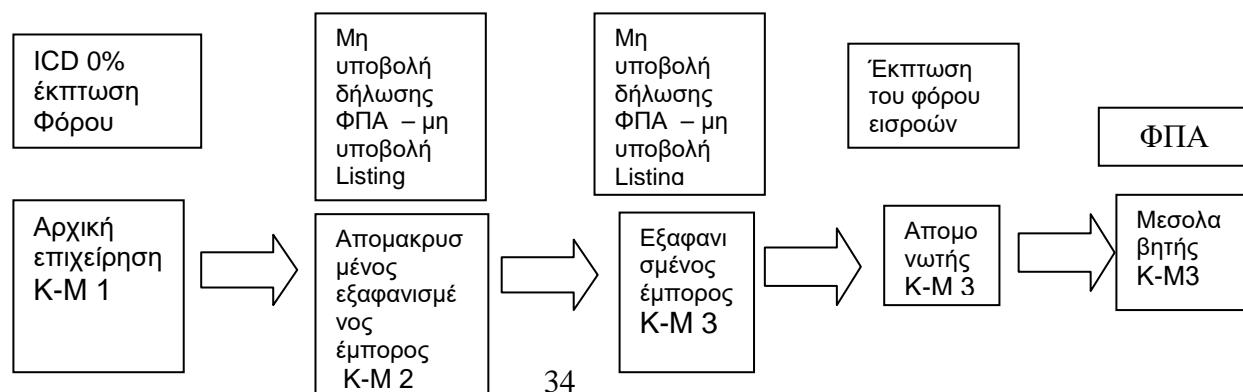 ICD 0%
έκπτωση
Φόρου
Μη
υποβολή
δήλωσης
ΦΠΑ – μη
υποβολή
Listing
Μη
υποβολή
δήλωσης
ΦΠΑ – μη
υποβολή
Listing
Έκπτωση
του φόρου
εισροών
ΦΠΑ
Αρχική
επιχείρηση
Κ-Μ 1
Απομακρυσ
μένος
εξαφανισμέ
νος
έμπορος
Κ-Μ 2
Εξαφανι
σμένος
έμπορος
Κ-Μ 3
Απομο
νωτής
Κ-Μ 3
Μεσολα
βητής
Κ-Μ3
34